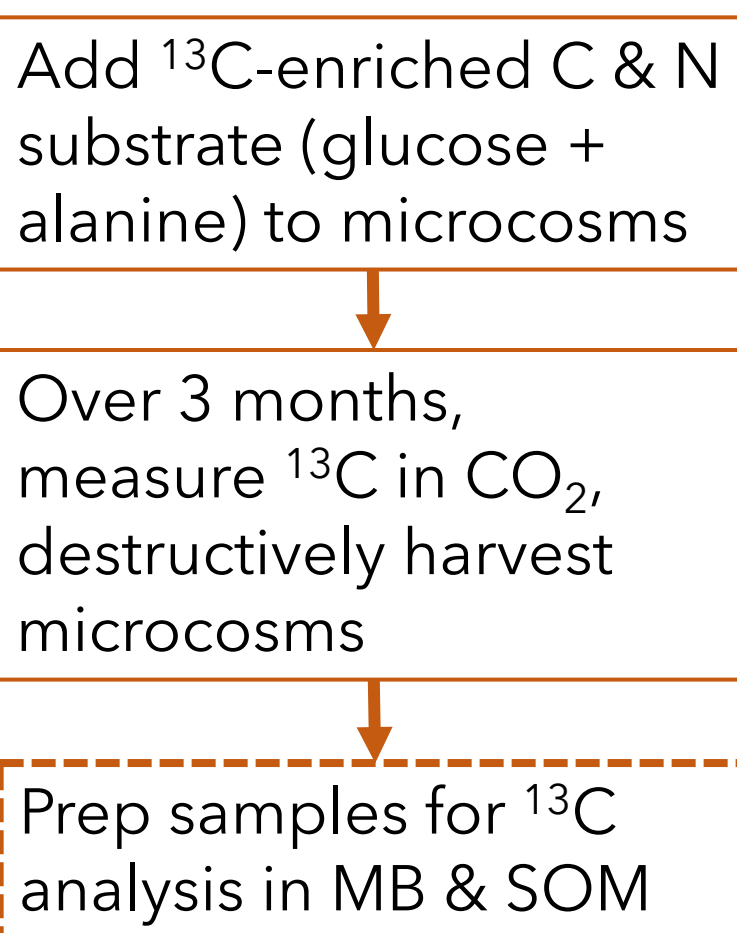 Add ¹³C-enriched C & N
substrate (glucose +
alanine) to microcosms
Over 3 months,
measure ¹³C in CO₂,
destructively harvest
microcosms
Prep samples for ¹³C
analysis in MB & SOM